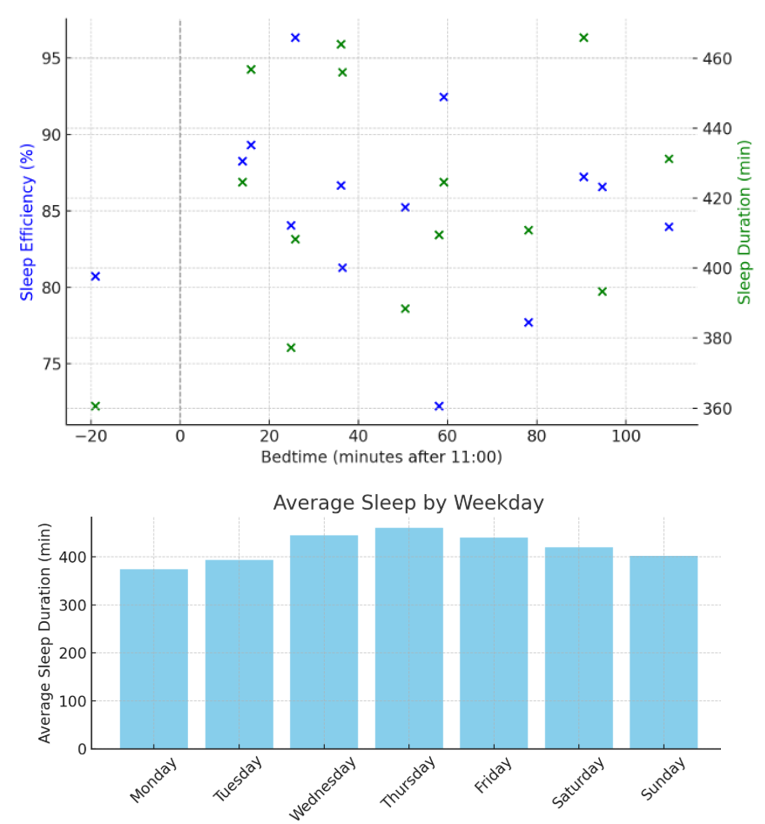 Sleep Efficiency (%)
95
90
85
80
75
460
440
420
400
380
360
Sleep Duration (min)
−20 0 20 40 60 80 100
Bedtime (minutes after 11:00)
Average Sleep by Weekday
Average Sleep Duration (min)
400
300
200
100
0
Monday Tuesday Wednesday Thursday Friday Saturday Sunday